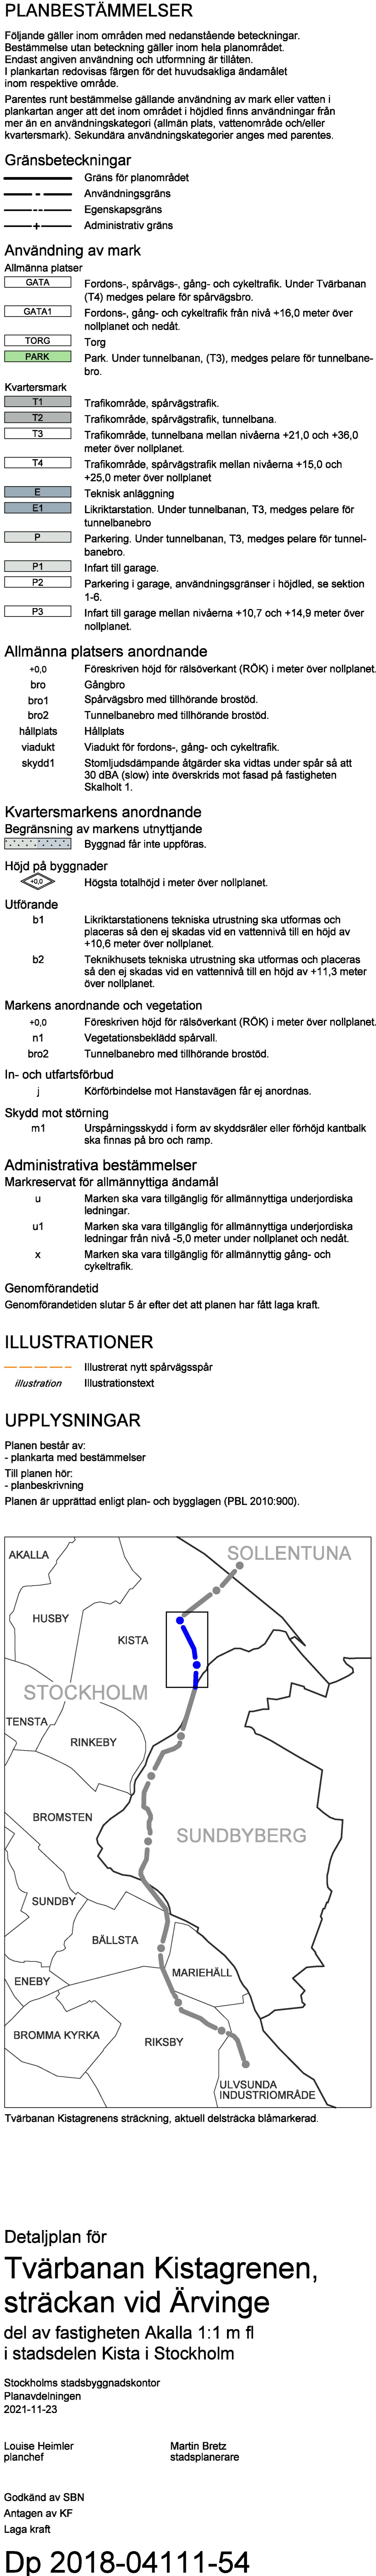 PLANBESTÄMMELSER
Följande gäller inom områden med nedanstående beteckningar.
Bestämmelse utan beteckning gäller inom hela planområdet.
Endast angiven användning och utformning är tillåten.
I plankartan redovisas färgen för det huvudsakliga ändamålet
inom respektive område.
Parentes runt bestämmelse gällande användning av mark eller vatten i
plankartan anger att det inom området i höjdled finns användningar från
mer än en användningskategori (allmän plats, vattenområde och/eller
kvartersmark). Sekundära användningskategorier anges med parentes.
Gränsbeteckningar
Gräns för planområdet
Användningsgräns
Egenskapsgräns
Administrativ gräns
Användning av mark
Allmänna platser
GATA Fordons-, spårvägs-, gång- och cykeltrafik. Under Tvärbanan
(T4) medges pelare för spårvägsbro.
GATA1 Fordons-, gång- och cykeltrafik från nivå +16,0 meter över
nollplanet och nedåt.
TORG Torg
PARK Park. Under tunnelbanan, (T3), medges pelare för tunnelbane-
bro.
Kvartersmark
T1 Trafikområde, spårvägstrafik.
T2 Trafikområde, spårvägstrafik, tunnelbana.
T3 Trafikområde, tunnelbana mellan nivåerna +21,0 och +36,0
meter över nollplanet.
T4 Trafikområde, spårvägstrafik mellan nivåerna +15,0 och
+25,0 meter över nollplanet
E Teknisk anläggning
E1 Likriktarstation. Under tunnelbanan, T3, medges pelare för
tunnelbanebro
P Parkering. Under tunnelbanan, T3, medges pelare för tunnel-
banebro.
P1 Infart till garage.
P2 Parkering i garage, användningsgränser i höjdled, se sektion
1-6.
P3 Infart till garage mellan nivåerna +10,7 och +14,9 meter över
nollplanet.
Allmänna platsers anordnande
+0,0 Föreskriven höjd för rälsöverkant (RÖK) i meter över nollplanet.
bro Gångbro
bro1 Spårvägsbro med tillhörande brostöd.
bro2 Tunnelbanebro med tillhörande brostöd.
hållplats Hållplats
viadukt Viadukt för fordons-, gång- och cykeltrafik.
skydd1 Stomljudsdämpande åtgärder ska vidtas under spår så att
30 dBA (slow) inte överskrids mot fasad på fastigheten
Skalholt 1.
Kvartersmarkens anordnande
Begränsning av markens utnyttjande
Byggnad får inte uppföras.
Höjd på byggnader
+0,0 Högsta totalhöjd i meter över nollplanet.
Utförande
b1 Likriktarstationens tekniska utrustning ska utformas och
placeras så den ej skadas vid en vattennivå till en höjd av
+10,6 meter över nollplanet.
b2 Teknikhusets tekniska utrustning ska utformas och placeras
så den ej skadas vid en vattennivå till en höjd av +11,3 meter
över nollplanet.
Markens anordnande och vegetation
+0,0 Föreskriven höjd för rälsöverkant (RÖK) i meter över nollplanet.
n1 Vegetationsbeklädd spårvall.
bro2 Tunnelbanebro med tillhörande brostöd.
In- och utfartsförbud
j Körförbindelse mot Hanstavägen får ej anordnas.
Skydd mot störning
m1 Urspårningsskydd i form av skyddsräler eller förhöjd kantbalk
ska finnas på bro och ramp.
Administrativa bestämmelser
Markreservat för allmännyttiga ändamål
u Marken ska vara tillgänglig för allmännyttiga underjordiska
ledningar.
u1 Marken ska vara tillgänglig för allmännyttiga underjordiska
ledningar från nivå -5,0 meter under nollplanet och nedåt.
x Marken ska vara tillgänglig för allmännyttig gång- och
cykeltrafik.
Genomförandetid
Genomförandetiden slutar 5 år efter det att planen har fått laga kraft.
ILLUSTRATIONER
Illustrerat nytt spårvägsspår
illustration Illustrationstext
UPPLYSNINGAR
Planen består av:
- plankarta med bestämmelser
Till planen hör:
- planbeskrivning
Planen är upprättad enligt plan- och bygglagen (PBL 2010:900).
AKALLA
SOLLENTUNA
HUSBY
KISTA
STOCKHOLM
TENSTA
RINKEBY
BROMSTEN
SUNDBYBERG
SUNDBY
BÄLLSTA
MARIEHÄLL
ENEBY
BROMMA KYRKA
RIKSBY
ULVSUNDA
INDUSTRIOMRÅDE
Tvärbanan Kistagrenens sträckning, aktuell delsträcka blåmarkerad.
Detaljplan för
Tvärbanan Kistagrenen,
sträckan vid Ärvinge
del av fastigheten Akalla 1:1 m fl
i stadsdelen Kista i Stockholm
Stockholms stadsbyggnadskontor
Planavdelningen
2021-11-23
Louise Heimler Martin Bretz
planchef stadsplanerare
Godkänd av SBN
Antagen av KF
Laga kraft
Dp 2018-04111-54